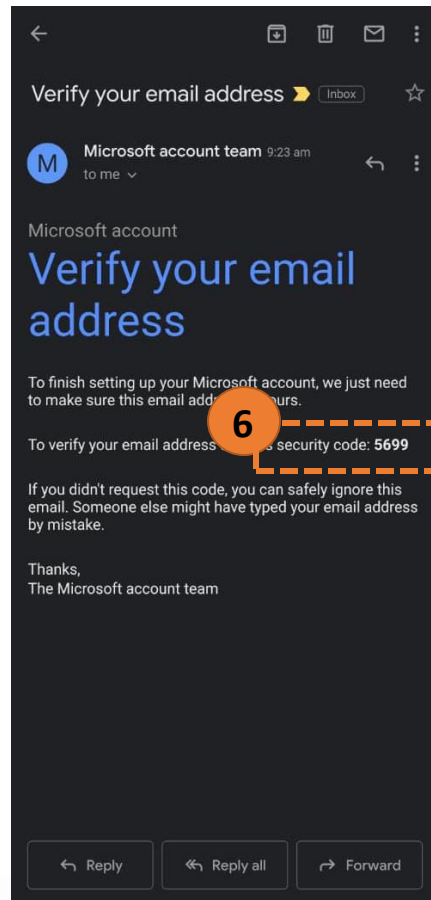 Verify your email address Inbox
M
Microsoft account team 9:23 am
to me
Microsoft account
Verify your email
address
To finish setting up your Microsoft account, we just need
to make sure this email urs.
6
To verify your email address s security code: 5699
If you didn't request this code, you can safely ignore this
email. Someone else might have typed your email address
by mistake.
Thanks,
The Microsoft account team
Reply
Reply all
Forward